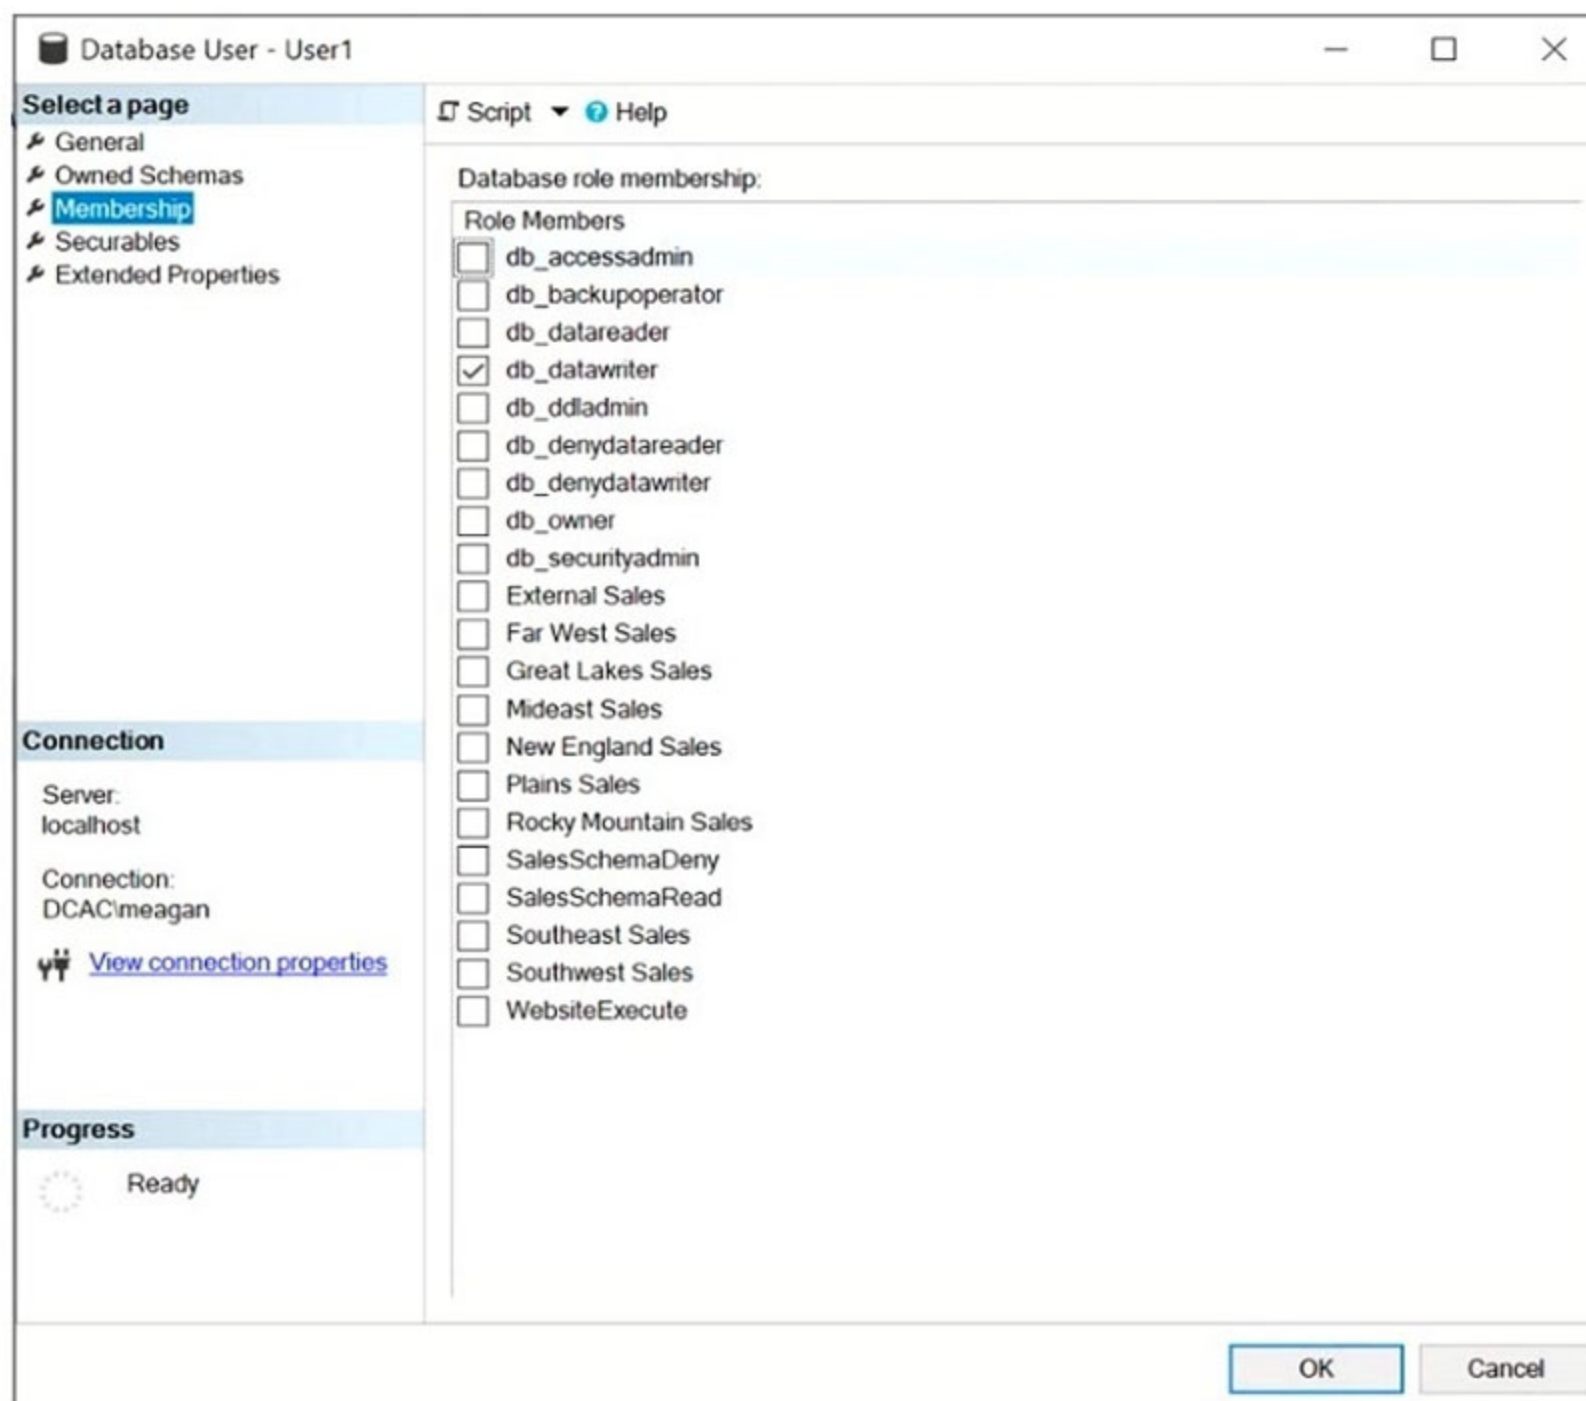 Database User - User1
Select a page
General
Owned Schemas
Membership
Securables
Extended Properties
Script
Help
Database role membership:
Role Members
db_accessadmin
db_backupoperator
db_datareader
db_datawriter
db_ddladmin
db_denydatareader
db_denydatawriter
db_owner
db_securityadmin
External Sales
Far West Sales
Great Lakes Sales
Mideast Sales
New England Sales
Plains Sales
Rocky Mountain Sales
SalesSchemaDeny
SalesSchemaRead
Southeast Sales
Southwest Sales
WebsiteExecute
Connection
Server:
localhost
Connection:
DCAC\meagan
View connection properties
Progress
Ready
OK
Cancel